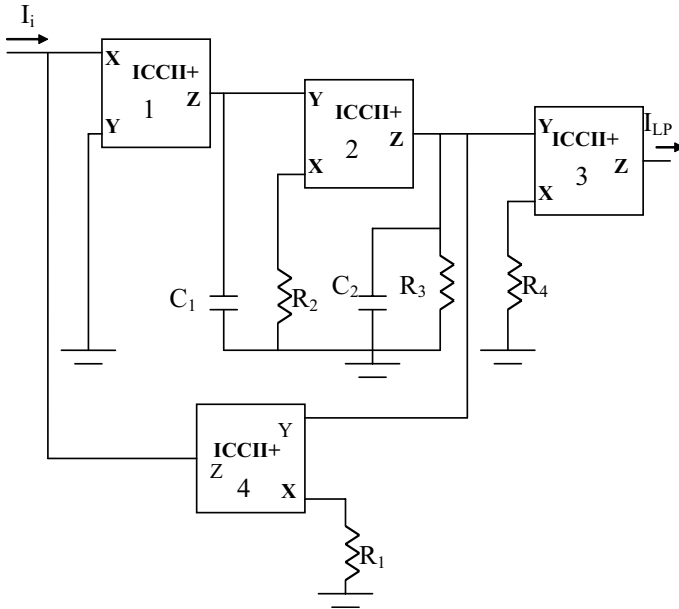 Ii
X
ICCII+
Z
1
Y
Y
ICCII+
2
Z
X
ILP
Y
ICCII+
Z
3
X
C1
R2
C2
R3
R4
Y
ICCII+
Z
4
X
R1